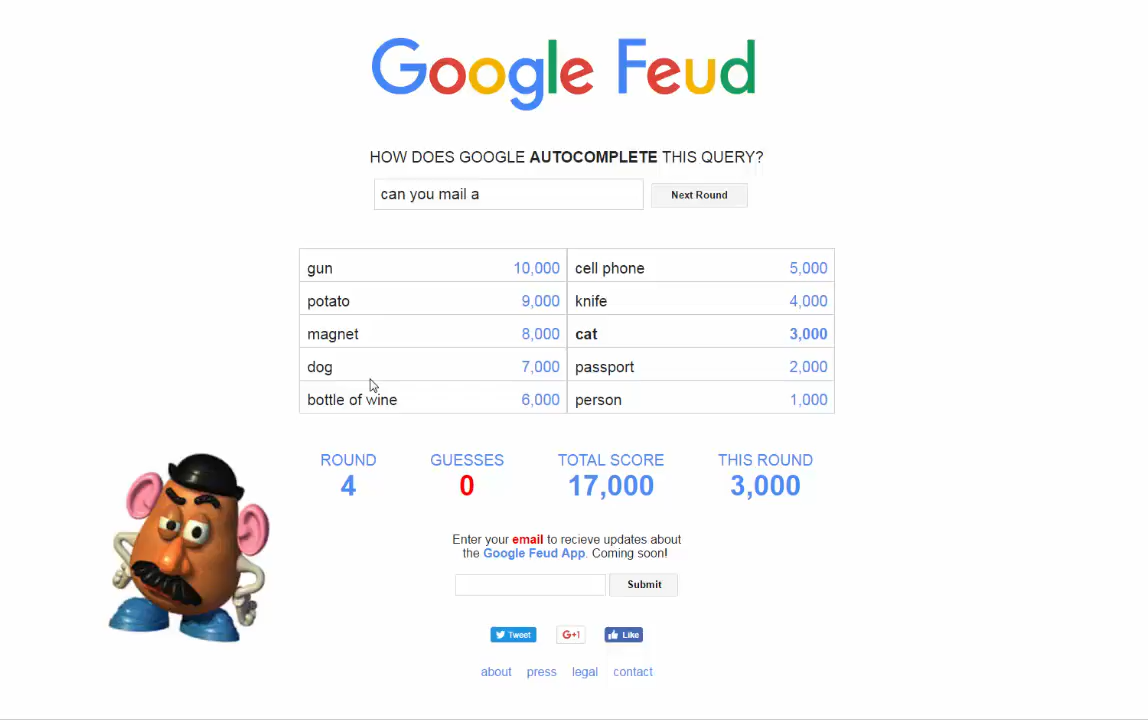 Google Feud
HOW DOES GOOGLE AUTOCOMPLETE THIS QUERY?
can you mail a
Next Round
gun 10,000
cell phone 5,000
potato 9,000
knife 4,000
magnet 8,000
cat 3,000
dog 7,000
passport 2,000
bottle of wine 6,000
person 1,000
ROUND GUESSES TOTAL SCORE THIS ROUND
4 0 17,000 3,000
Enter your email to recieve updates about
the Google Feud App. Coming soon!
Submit
Tweet G+1 Like
about press legal contact